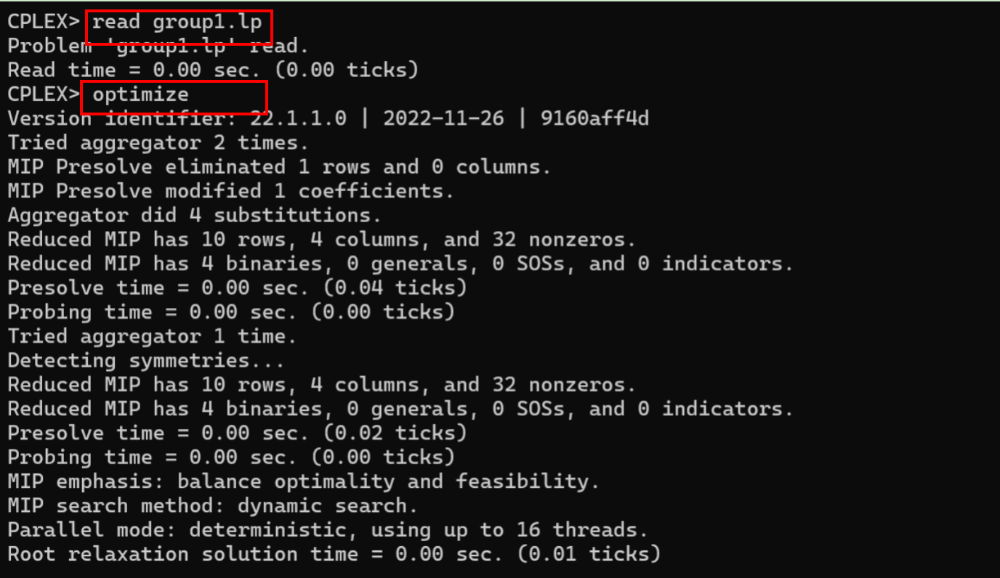 CPLEX> read group1.lp
Problem 'group1.lp' read.
Read time = 0.00 sec. (0.00 ticks)
CPLEX> optimize
Version identifier: 22.1.1.0 | 2022-11-26 | 9160aff4d
Tried aggregator 2 times.
MIP Presolve eliminated 1 rows and 0 columns.
MIP Presolve modified 1 coefficients.
Aggregator did 4 substitutions.
Reduced MIP has 10 rows, 4 columns, and 32 nonzeros.
Reduced MIP has 4 binaries, 0 generals, 0 SOSs, and 0 indicators.
Presolve time = 0.00 sec. (0.04 ticks)
Probing time = 0.00 sec. (0.00 ticks)
Tried aggregator 1 time.
Detecting symmetries...
Reduced MIP has 10 rows, 4 columns, and 32 nonzeros.
Reduced MIP has 4 binaries, 0 generals, 0 SOSs, and 0 indicators.
Presolve time = 0.00 sec. (0.02 ticks)
Probing time = 0.00 sec. (0.00 ticks)
MIP emphasis: balance optimality and feasibility.
MIP search method: dynamic search.
Parallel mode: deterministic, using up to 16 threads.
Root relaxation solution time = 0.00 sec. (0.01 ticks)